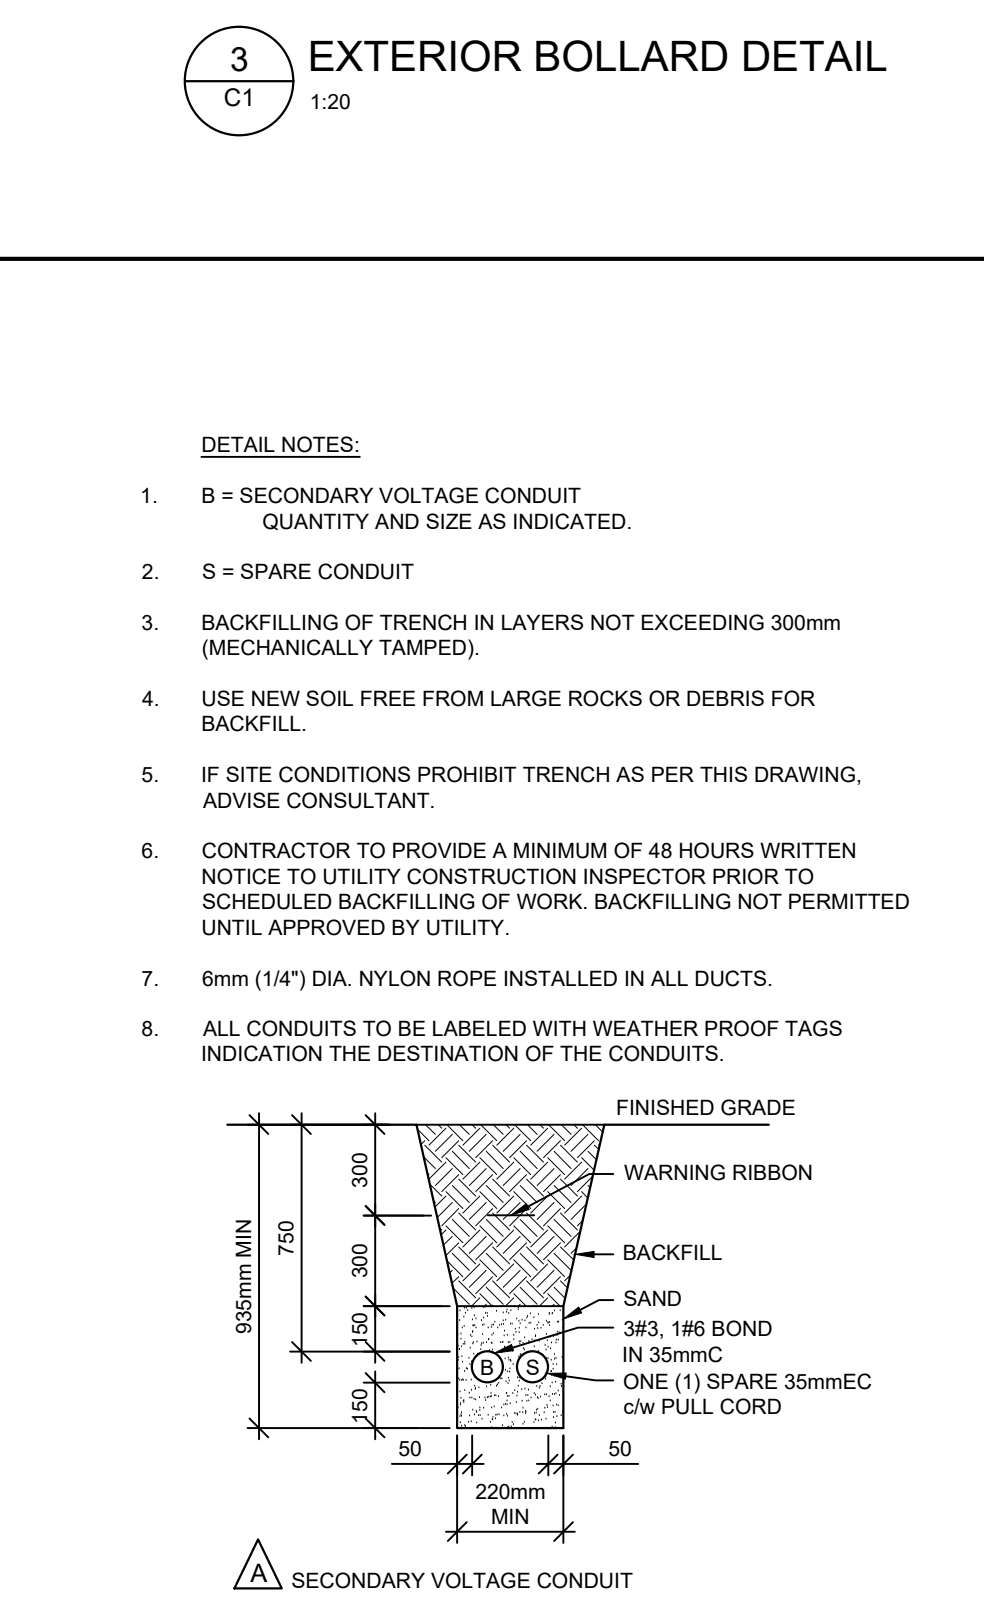 3
C1
EXTERIOR BOLLARD DETAIL
1:20
DETAIL NOTES:
1. B = SECONDARY VOLTAGE CONDUIT
QUANTITY AND SIZE AS INDICATED.
2. S = SPARE CONDUIT
3. BACKFILLING OF TRENCH IN LAYERS NOT EXCEEDING 300mm
(MECHANICALLY TAMPED).
4. USE NEW SOIL FREE FROM LARGE ROCKS OR DEBRIS FOR
BACKFILL.
5. IF SITE CONDITIONS PROHIBIT TRENCH AS PER THIS DRAWING,
ADVISE CONSULTANT.
6. CONTRACTOR TO PROVIDE A MINIMUM OF 48 HOURS WRITTEN
NOTICE TO UTILITY CONSTRUCTION INSPECTOR PRIOR TO
SCHEDULED BACKFILLING OF WORK. BACKFILLING NOT PERMITTED
UNTIL APPROVED BY UTILITY.
7. 6mm (1/4") DIA. NYLON ROPE INSTALLED IN ALL DUCTS.
8. ALL CONDUITS TO BE LABELED WITH WEATHER PROOF TAGS
INDICATION THE DESTINATION OF THE CONDUITS.
FINISHED GRADE
935mm MIN
750
300
300
150
150
WARNING RIBBON
BACKFILL
SAND
3#3, 1#6 BOND
IN 35mmC
B
S
ONE (1) SPARE 35mmEC
c/w PULL CORD
50
50
220mm
MIN
A
SECONDARY VOLTAGE CONDUIT